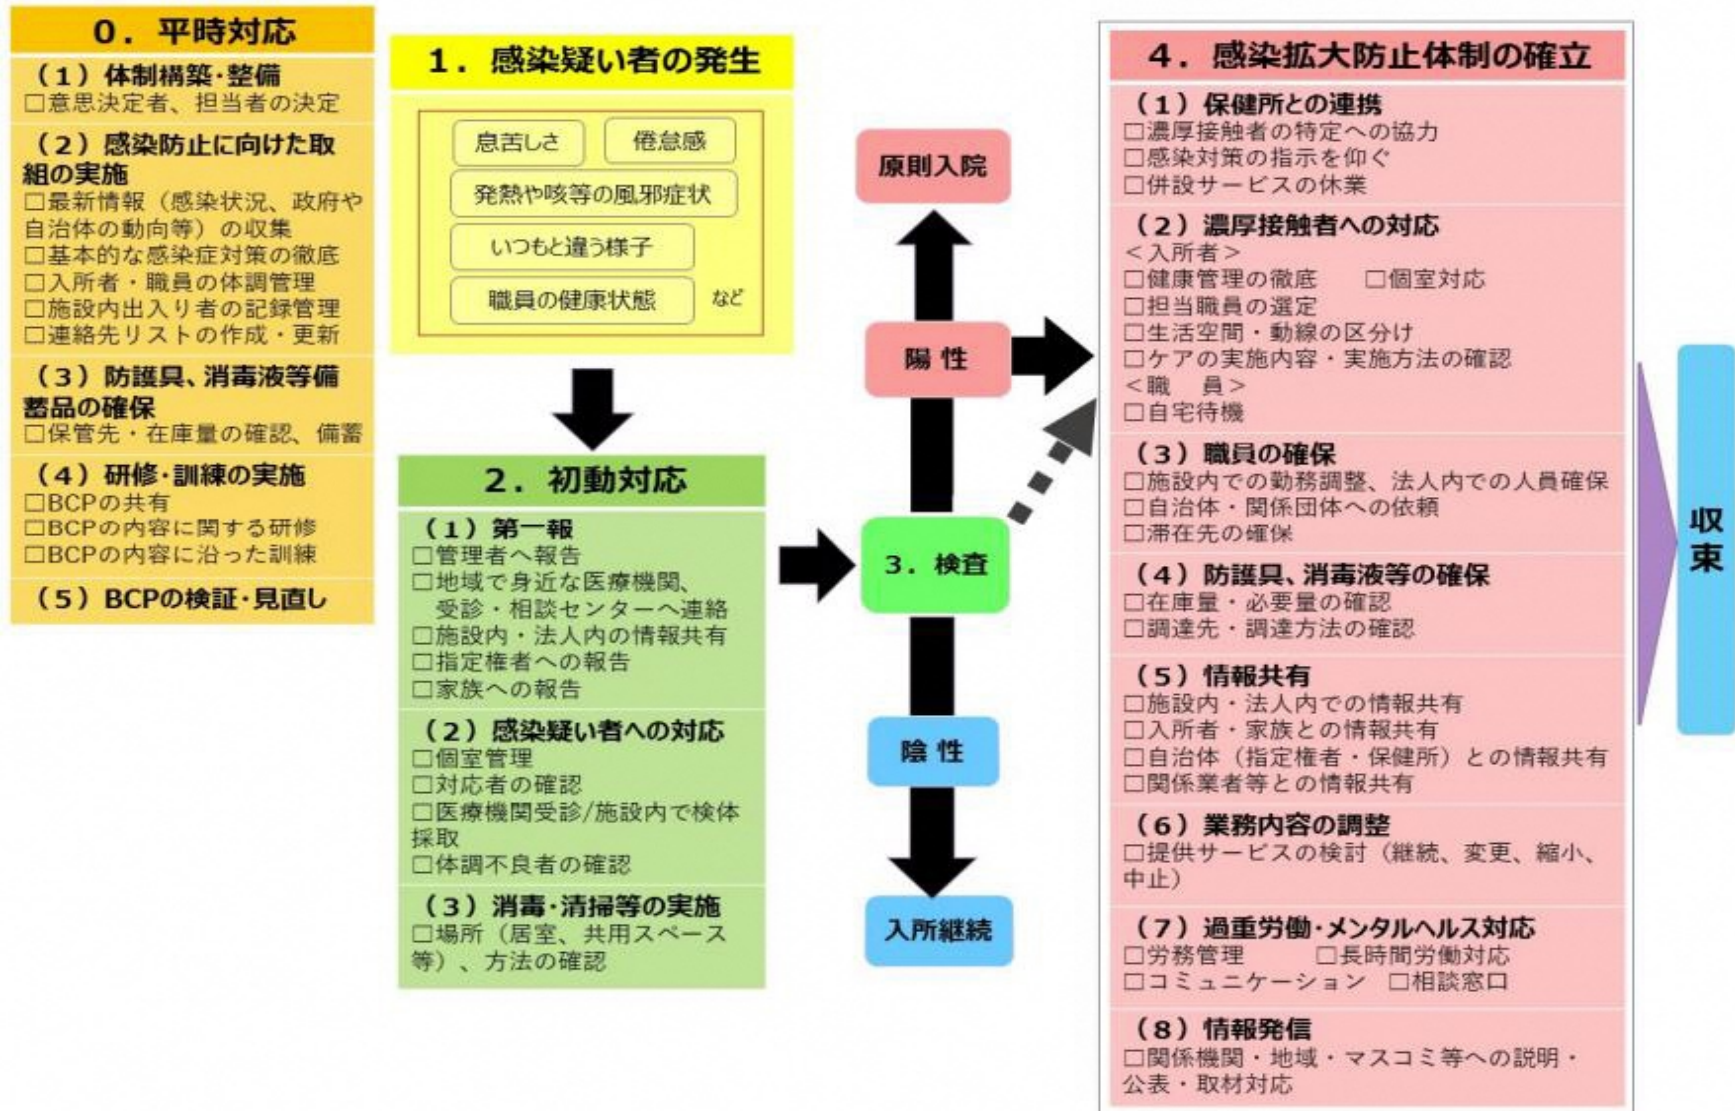 0．平時対応
（1）体制構築・整備
□意思決定者、担当者の決定
（2）感染防止に向けた取
組の実施
□最新情報（感染状況、政府や
自治体の動向等）の収集
□基本的な感染症対策の徹底
□入所者・職員の体調管理
□施設内出入り者の記録管理
□連絡先リストの作成・更新
（3）防護具、消毒液等備
蓄品の確保
□保管先・在庫量の確認、備蓄
（4）研修・訓練の実施
□BCPの共有
□BCPの内容に関する研修
□BCPの内容に沿った訓練
（5）BCPの検証・見直し
1．感染疑い者の発生
息苦しさ 倦怠感
発熱や咳等の風邪症状
いつもと違う様子
職員の健康状態 など
2．初動対応
（1）第一報
□管理者へ報告
□地域で身近な医療機関、
受診・相談センターへ連絡
□施設内・法人内の情報共有
□指定権者への報告
□家族への報告
（2）感染疑い者への対応
□個室管理
□対応者の確認
□医療機関受診/施設内で検体
採取
□体調不良者の確認
（3）消毒・清掃等の実施
□場所（居室、共用スペース
等）、方法の確認
原則入院
陽 性
3．検査
陰 性
入所継続
4．感染拡大防止体制の確立
（1）保健所との連携
□濃厚接触者の特定への協力
□感染対策の指示を仰ぐ
□併設サービスの休業
（2）濃厚接触者への対応
＜入所者＞
□健康管理の徹底 □個室対応
□担当職員の選定
□生活空間・動線の区分け
□ケアの実施内容・実施方法の確認
＜職 員＞
□自宅待機
（3）職員の確保
□施設内での勤務調整、法人内での人員確保
□自治体・関係団体への依頼
□滞在先の確保
（4）防護具、消毒液等の確保
□在庫量・必要量の確認
□調達先・調達方法の確認
（5）情報共有
□施設内・法人内での情報共有
□入所者・家族との情報共有
□自治体（指定権者・保健所）との情報共有
□関係業者等との情報共有
（6）業務内容の調整
□提供サービスの検討（継続、変更、縮小、
中止）
（7）過重労働・メンタルヘルス対応
□労務管理 □長時間労働対応
□コミュニケーション □相談窓口
（8）情報発信
□関係機関・地域・マスコミ等への説明・
公表・取材対応
収束